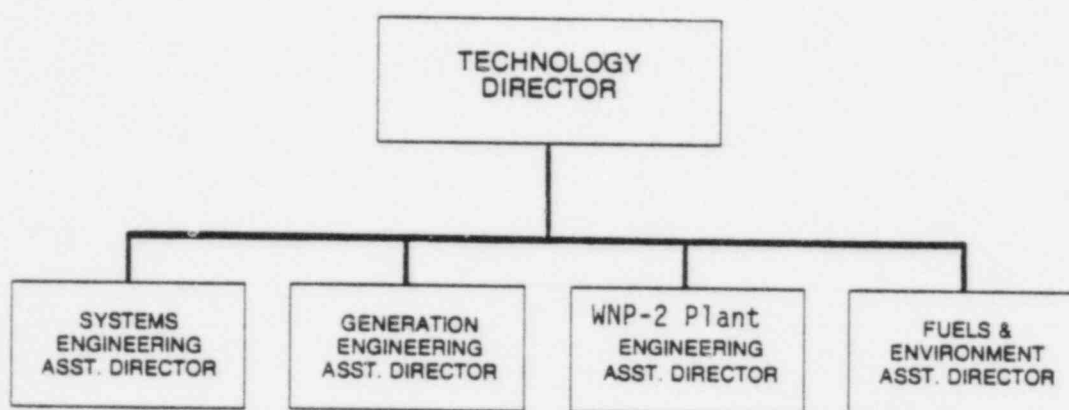 TECHNOLOGY
DIRECTOR
SYSTEMS
ENGINEERING
ASST. DIRECTOR
GENERATION
ENGINEERING
ASST. DIRECTOR
WNP-2 Plant
ENGINEERING
ASST. DIRECTOR
FUELS &
ENVIRONMENT
ASST. DIRECTOR